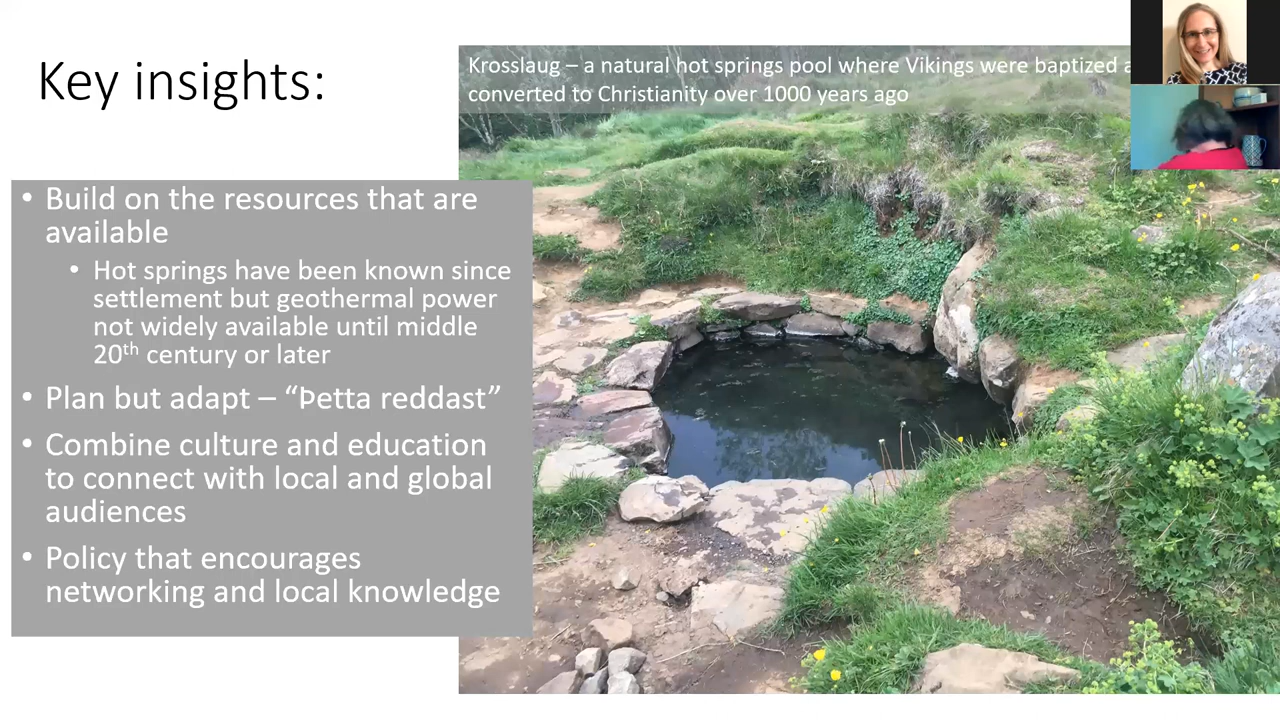 Key insights:
Krosslaug – a natural hot springs pool where Vikings were baptized
converted to Christianity over 1000 years ago
• Build on the resources that are
available
• Hot springs have been known since
settlement but geothermal power
not widely available until middle
20th century or later
• Plan but adapt – “Þetta reddast”
• Combine culture and education
to connect with local and global
audiences
• Policy that encourages
networking and local knowledge